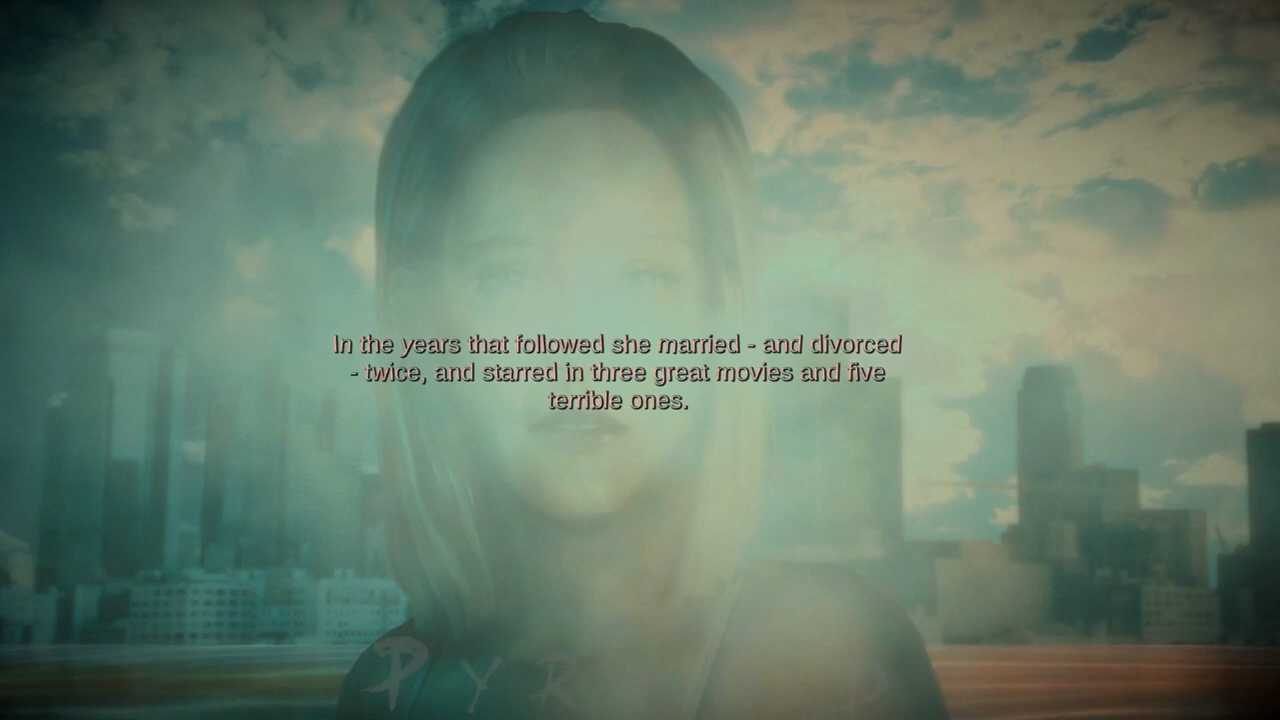 In the years that followed she married - and divorced
- twice, and starred in three great movies and five
terrible ones.
P Y R D